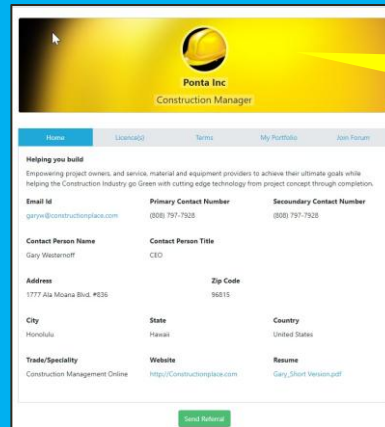 Ponta Inc
Construction Manager
Home Licence(s) Terms My Portfolio Join Forum
Helping you build
Empowering project owners, and service, material and equipment providers to achieve their ultimate goals while
helping the Construction Industry go Green with cutting edge technology from project concept through completion.
Email Id Primary Contact Number Secoundary Contact Number
garyw@constructionplace.com (808) 797-7928 (808) 797-7928
Contact Person Name Contact Person Title
Gary Westernoff CEO
Address Zip Code
1777 Ala Moana Blvd. #836 96815
City State Country
Honolulu Hawaii United States
Trade/Speciality Website Resume
Construction Management Online http://Constructionplace.com Gary_Short Version.pdf
Send Referral